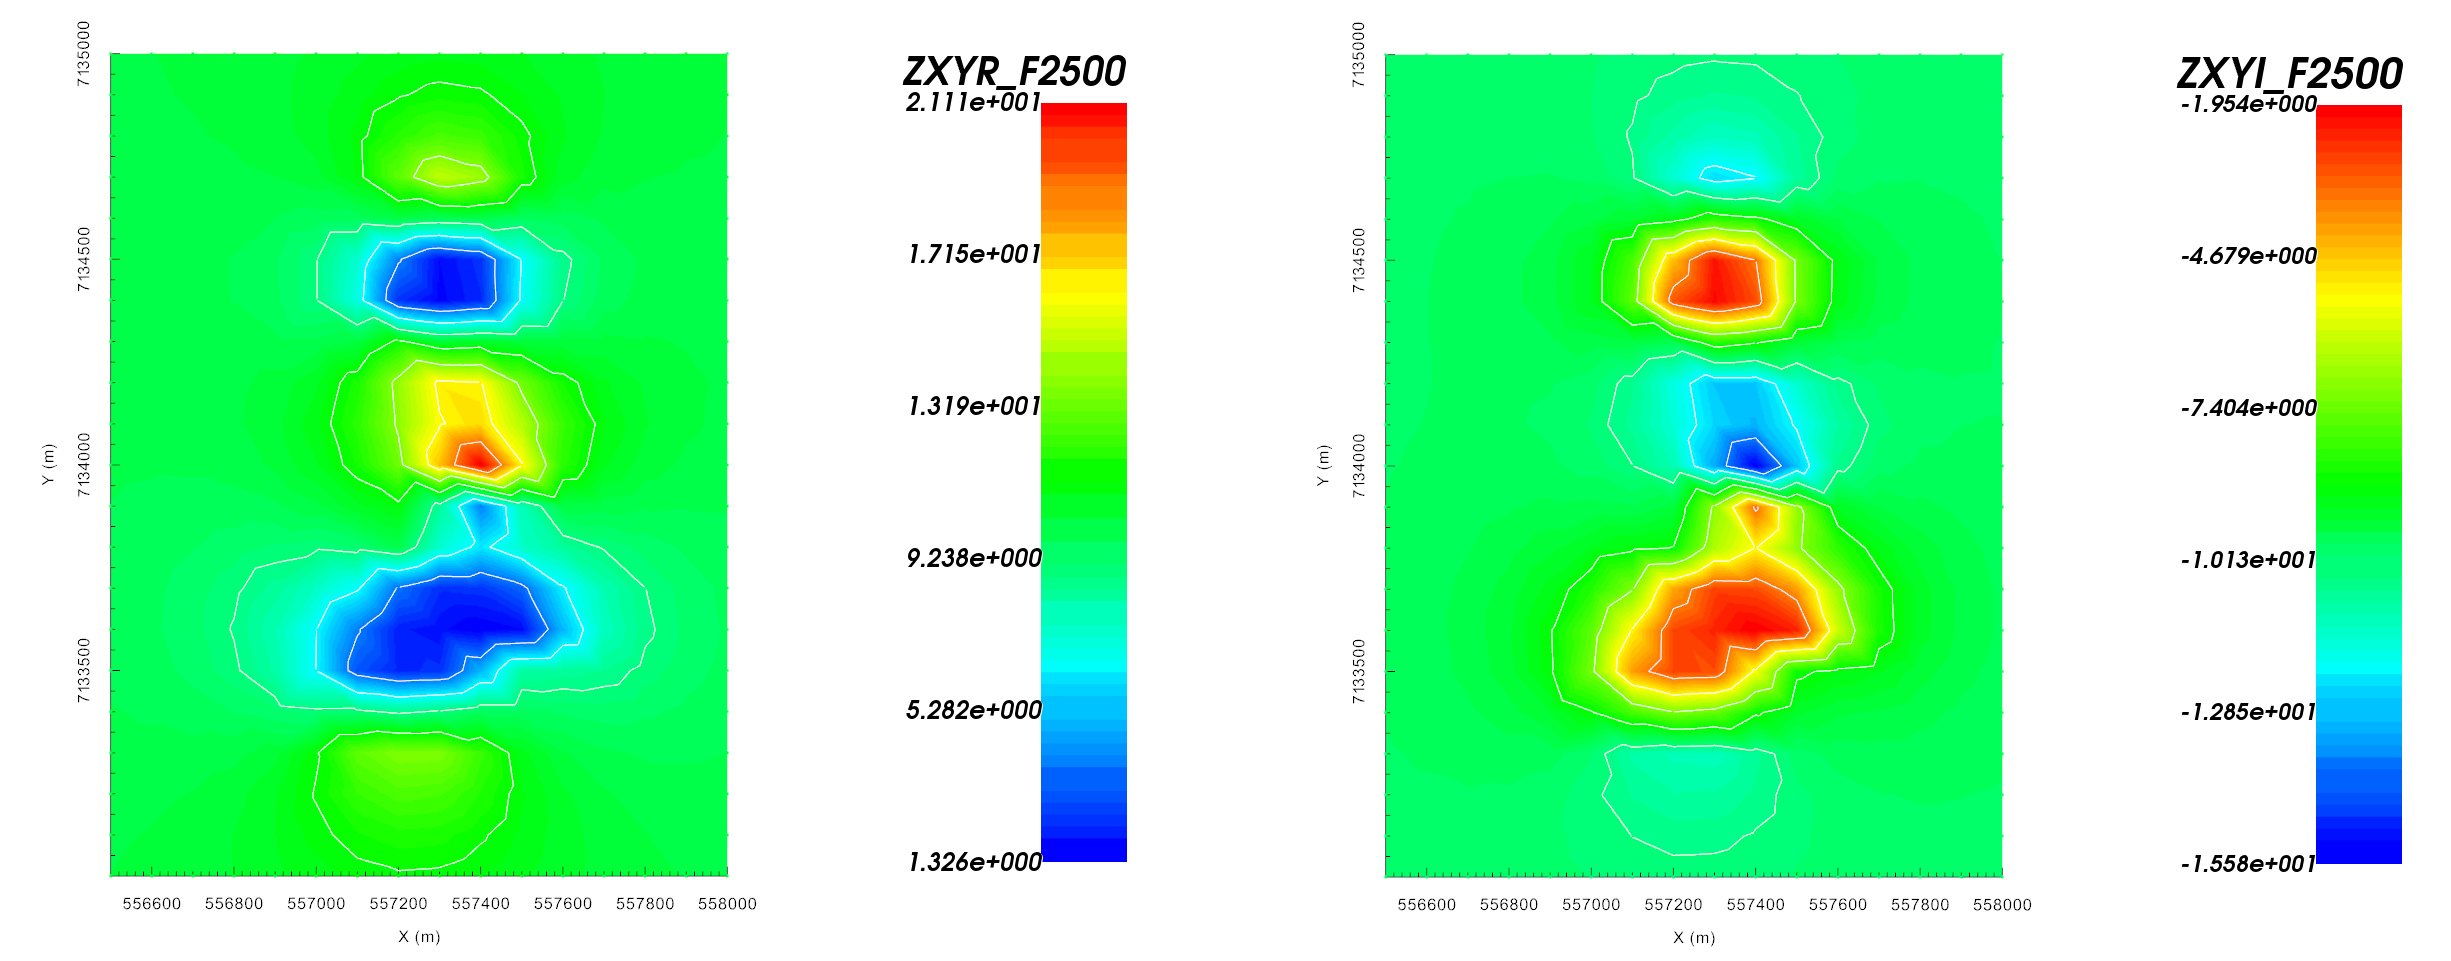 ZXYR_F2500
2.111e+001
1.715e+001
1.319e+001
9.238e+000
5.282e+000
1.326e+000
Y (m)
7135000
7134500
7134000
7133500
556600 556800 557000 557200 557400 557600 557800 558000
X (m)
ZXYI_F2500
-1.954e+000
-4.679e+000
-7.404e+000
-1.013e+001
-1.285e+001
-1.558e+001
Y (m)
7135000
7134500
7134000
7133500
556600 556800 557000 557200 557400 557600 557800 558000
X (m)